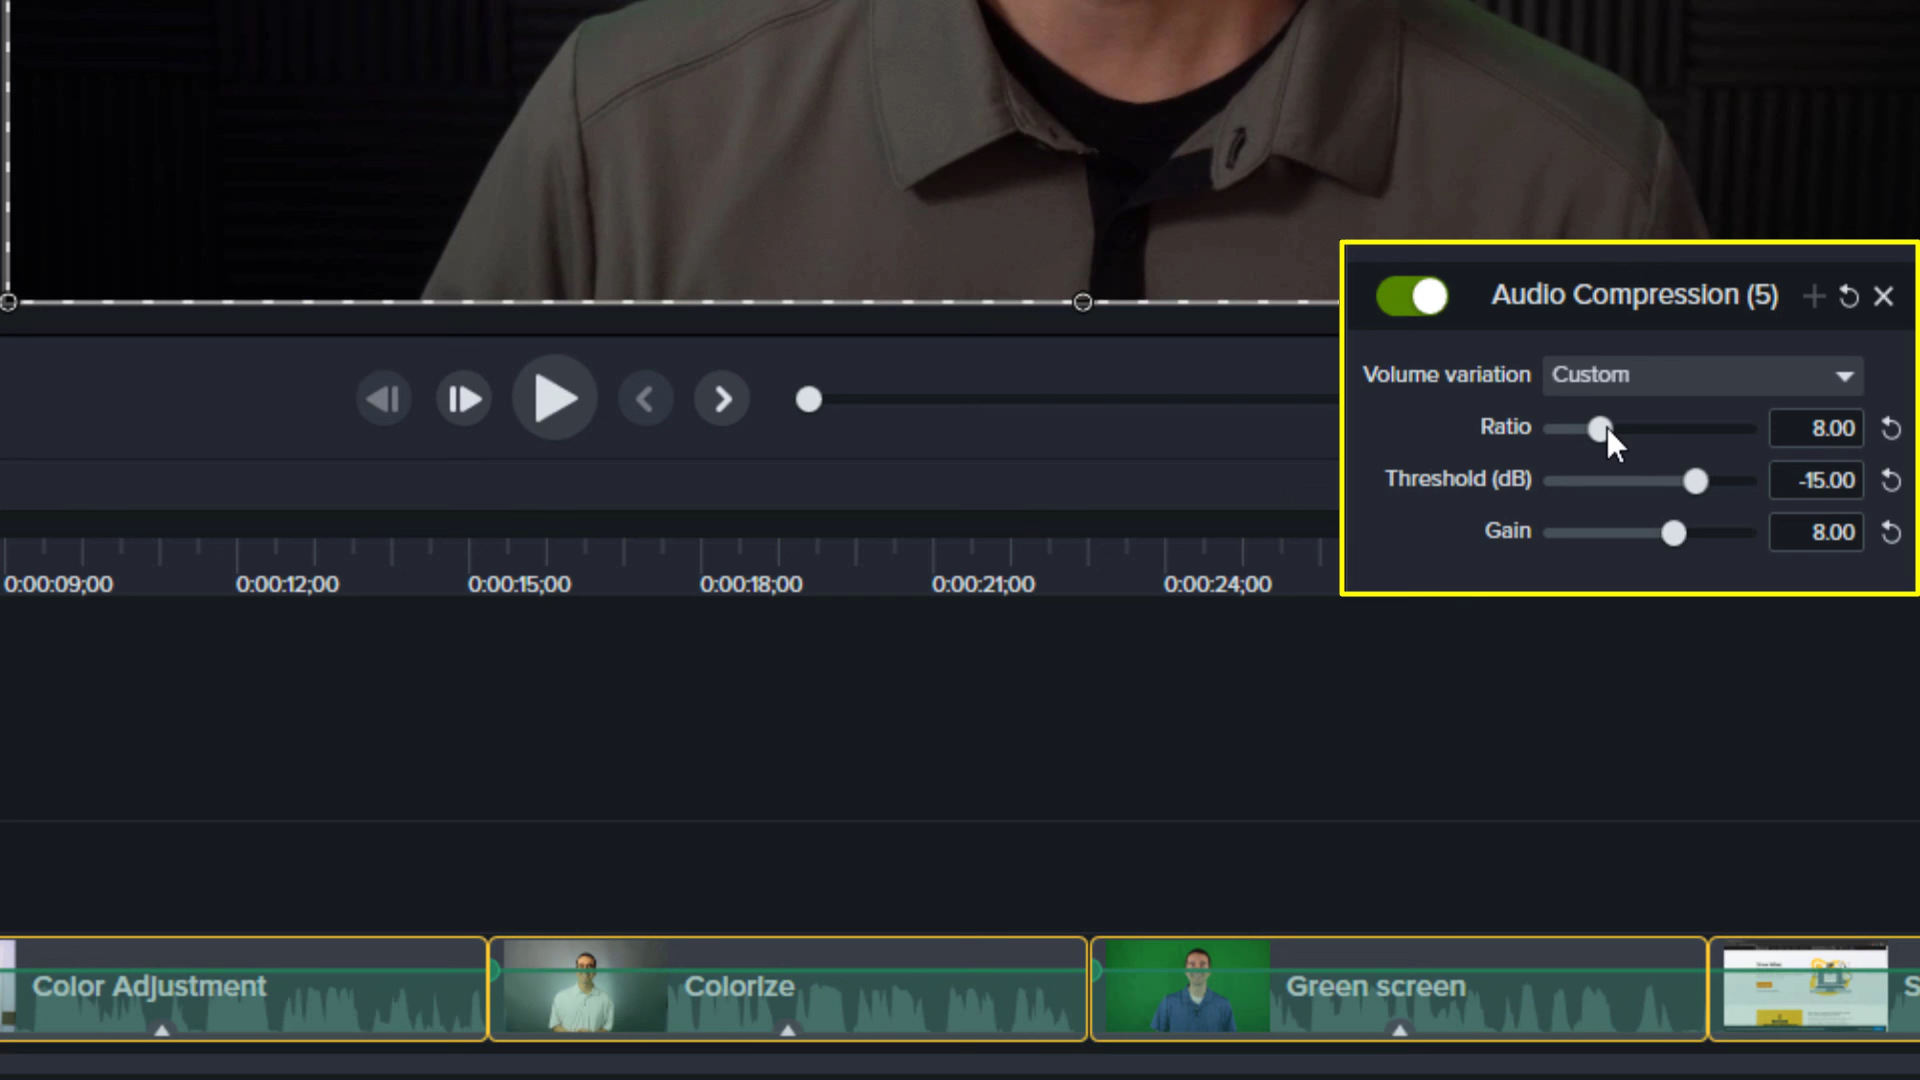 Audio Compression (5)
Volume variation Custom
Ratio 8.00
Threshold (dB) -15.00
Gain 8.00
0:00:09;00 0:00:12;00 0:00:15;00 0:00:18;00 0:00:21;00 0:00:24;00
Color Adjustment Colorize Green screen S